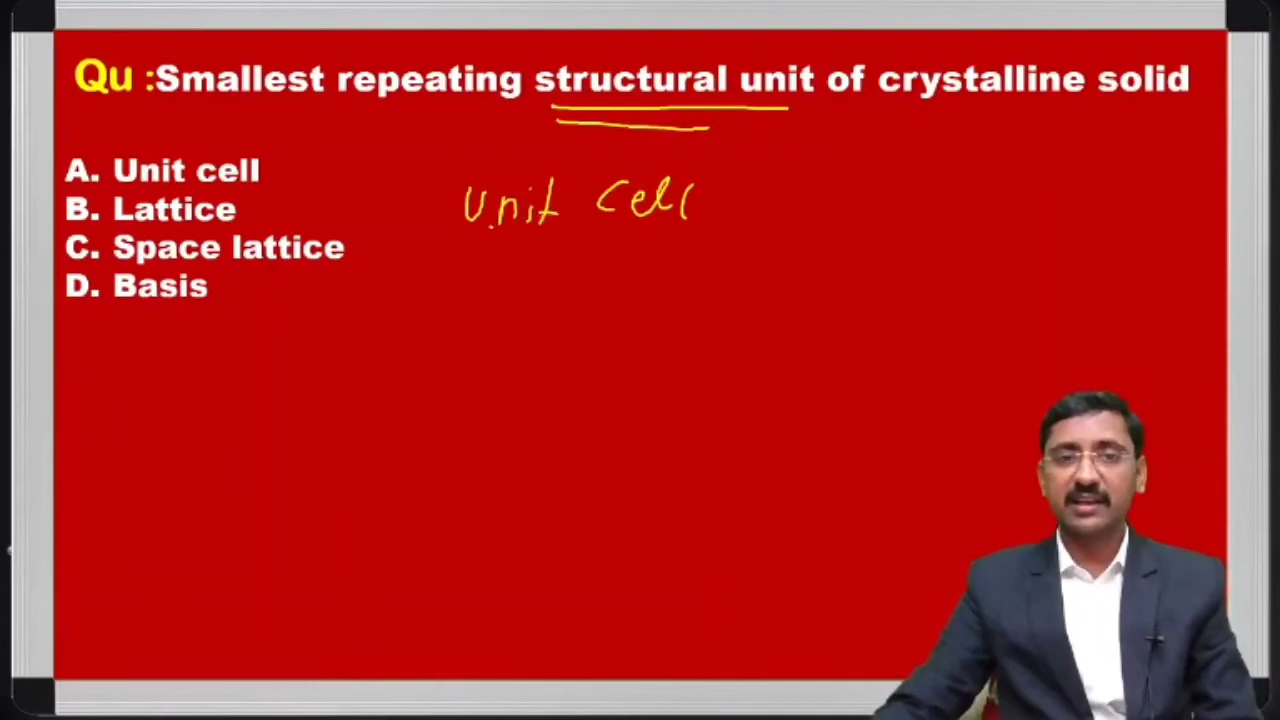 Qu :Smallest repeating structural unit of crystalline solid
A. Unit cell
B. Lattice
C. Space lattice
D. Basis
Unit Cell